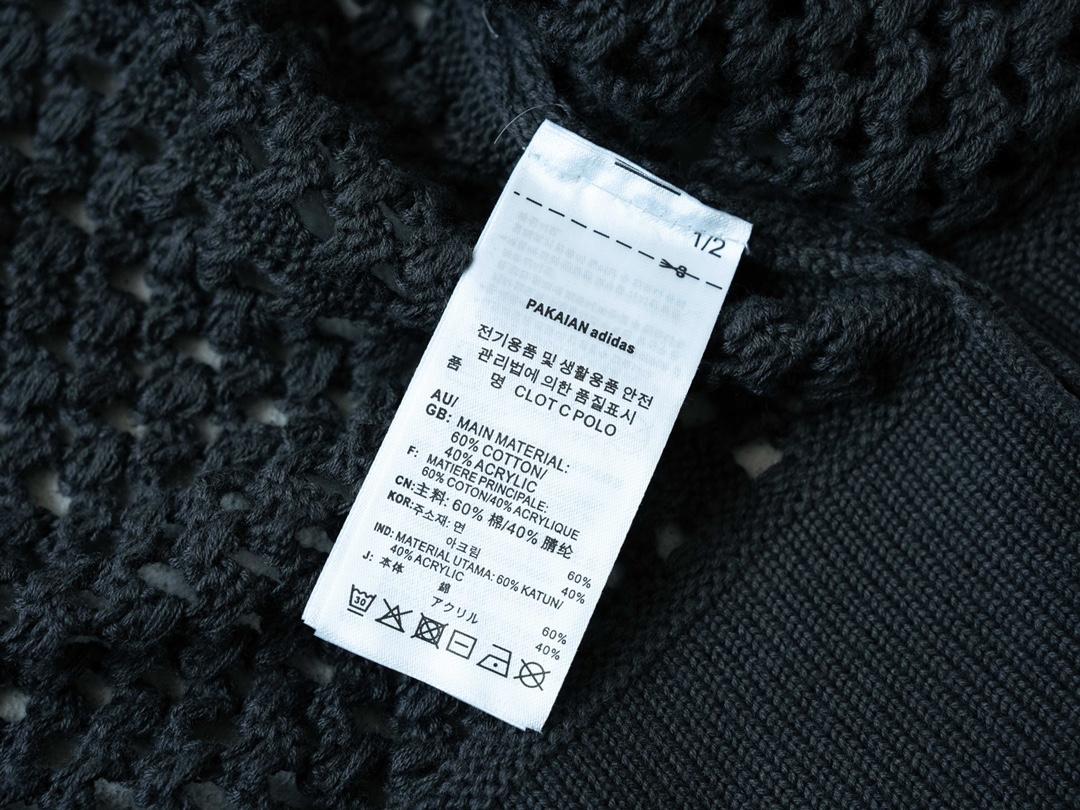 1/2
PAKAIAN adidas
전기용품 및 생활용품 안전
관리법에 의한 품질표시
품 명 CLOT C POLO
AU/
GB: MAIN MATERIAL:
60% COTTON/
40% ACRYLIC
F: MATIERE PRINCIPALE:
60% COTON/40% ACRYLIQUE
CN:主料: 60% 棉/40% 腈纶
KOR:주소재: 면 60%
아크릴 40%
IND: MATERIAL UTAMA: 60% KATUN/
40% ACRYLIC
J: 本体 綿 60%
アクリル 40%
30